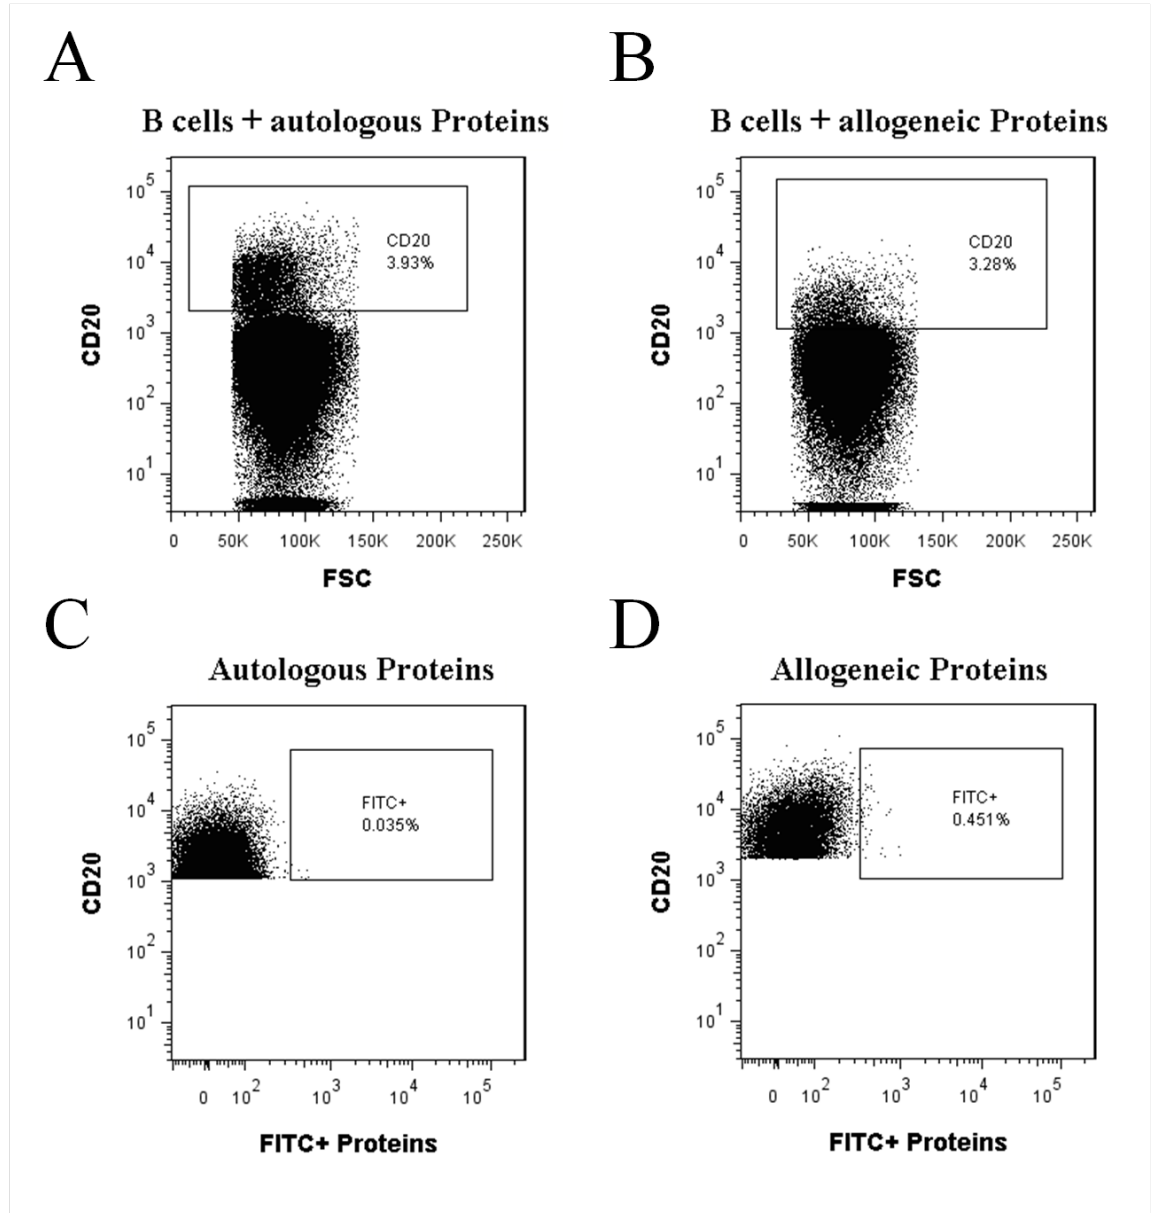 A
B
B cells + autologous Proteins
B cells + allogeneic Proteins
10^5
10^4
10^3
10^2
10^1
CD20
CD20
3.93%
0 50K 100K 150K 200K 250K
FSC
10^5
10^4
10^3
10^2
10^1
CD20
CD20
3.28%
0 50K 100K 150K 200K 250K
FSC
C
D
Autologous Proteins
Allogeneic Proteins
10^5
10^4
10^3
10^2
10^1
CD20
FITC+
0.035%
0 10^2 10^3 10^4 10^5
FITC+ Proteins
10^5
10^4
10^3
10^2
10^1
CD20
FITC+
0.451%
0 10^2 10^3 10^4 10^5
FITC+ Proteins